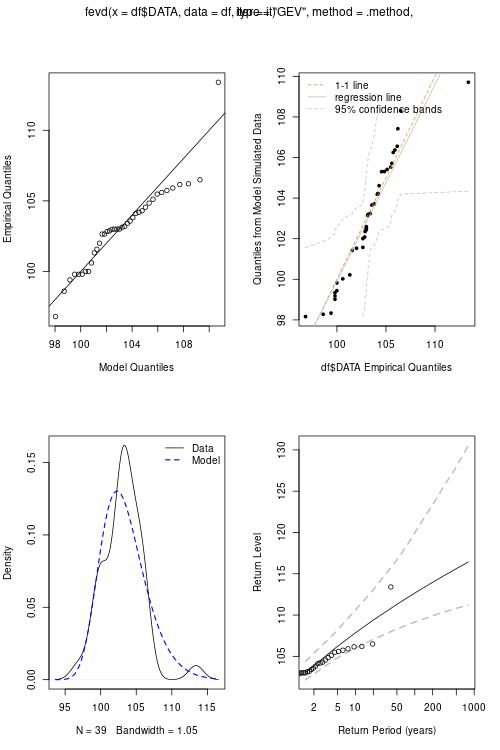 fevd(x = df$DATA, data = df, type = "GEV", method = .method,
Empirical Quantiles
100 105 110
98 100 104 108
Model Quantiles
1-1 line
regression line
95% confidence bands
Quantiles from Model Simulated Data
98 100 102 104 106 108 110
100 105 110
df$DATA Empirical Quantiles
Data
Model
Density
0.00 0.05 0.10 0.15
95 100 105 110 115
N = 39 Bandwidth = 1.05
Return Level
105 110 115 120 125 130
2 5 10 50 200 1000
Return Period (years)